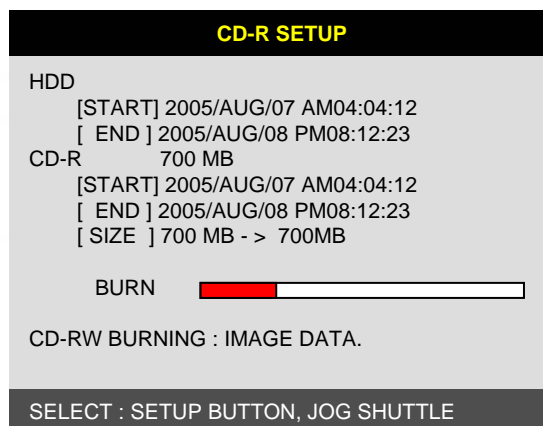 CD-R SETUP
HDD
[START] 2005/AUG/07 AM04:04:12
[ END ] 2005/AUG/08 PM08:12:23
CD-R 700 MB
[START] 2005/AUG/07 AM04:04:12
[ END ] 2005/AUG/08 PM08:12:23
[ SIZE ] 700 MB - > 700MB
BURN
CD-RW BURNING : IMAGE DATA.
SELECT : SETUP BUTTON, JOG SHUTTLE